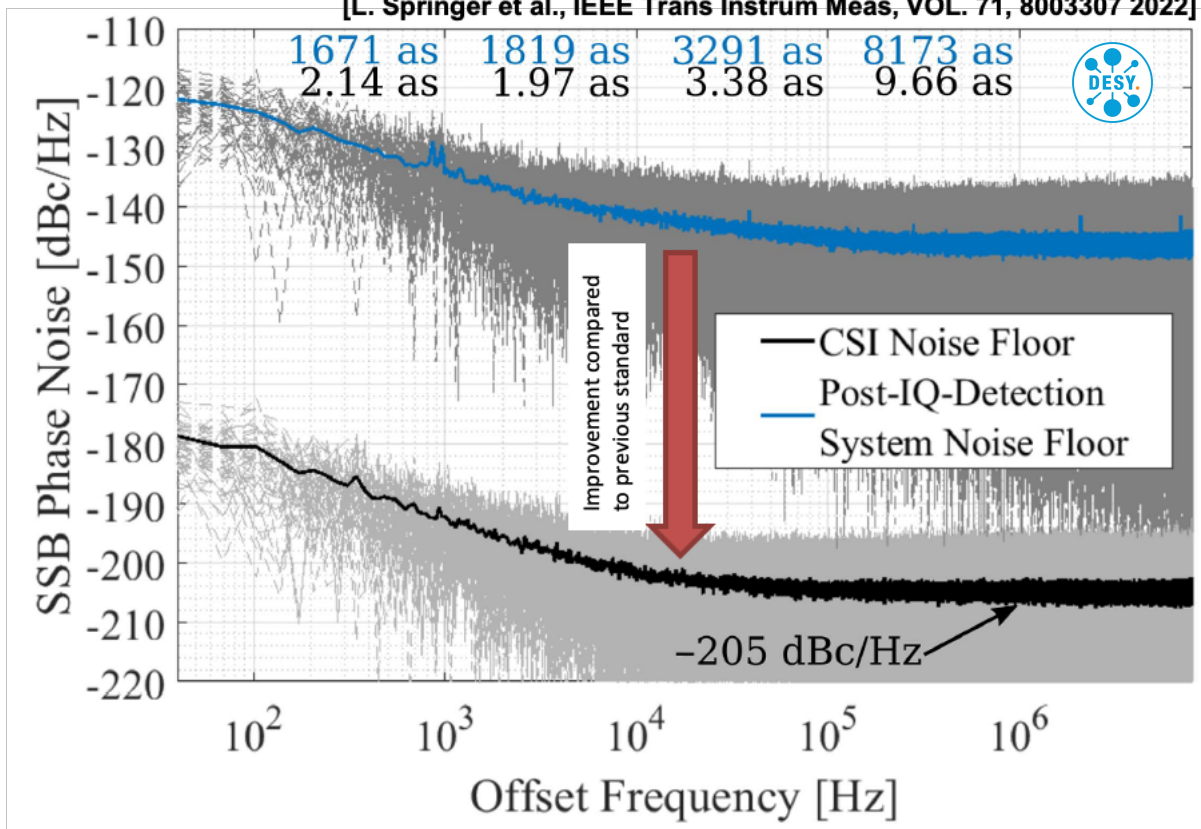 [L. Springer et al., IEEE Trans Instrum Meas, VOL. 71, 8003307 2022]
1671 as 1819 as 3291 as 8173 as
2.14 as 1.97 as 3.38 as 9.66 as
DESY.
SSB Phase Noise [dBc/Hz]
-110
-120
-130
-140
-150
-160
-170
-180
-190
-200
-210
-220
Improvement compared
to previous standard
CSI Noise Floor
Post-IQ-Detection
System Noise Floor
–205 dBc/Hz
10² 10³ 10⁴ 10⁵ 10⁶
Offset Frequency [Hz]